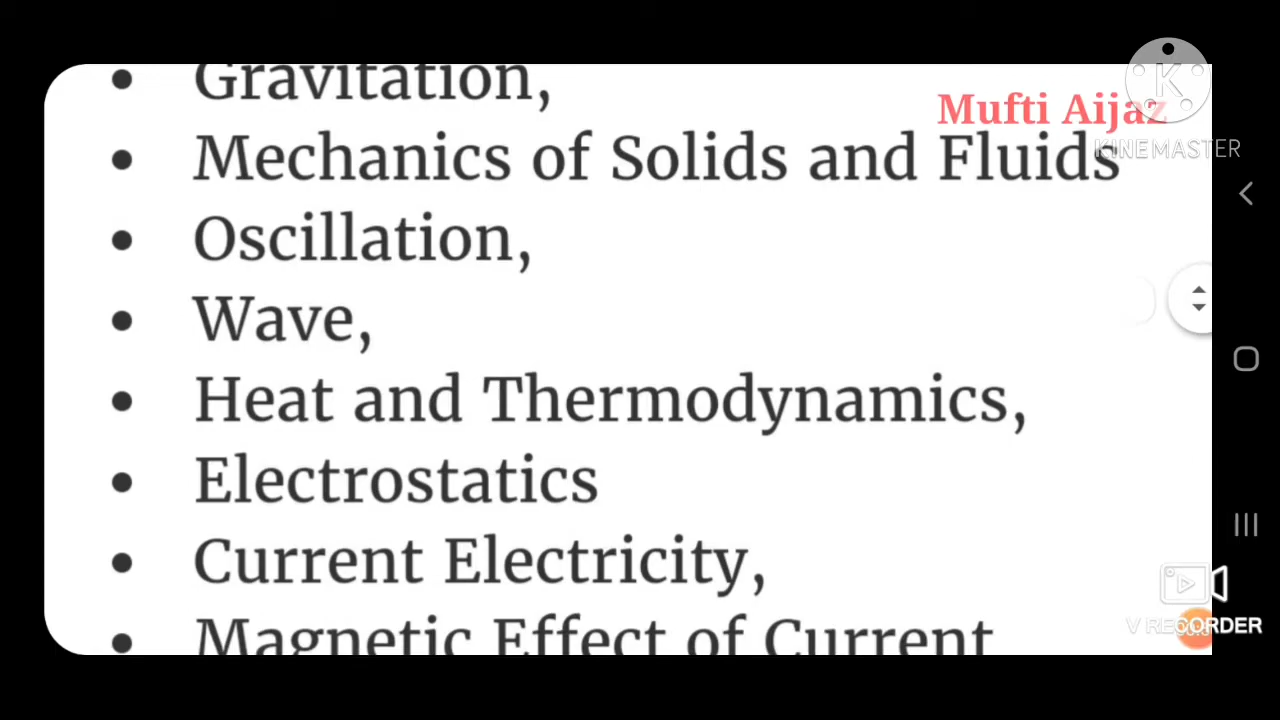 Gravitation,
Mufti Aijaz
K
KINEMASTER
Mechanics of Solids and Fluids
Oscillation,
Wave,
Heat and Thermodynamics,
Electrostatics
Current Electricity,
Magnetic Effect of Current
V RECORDER